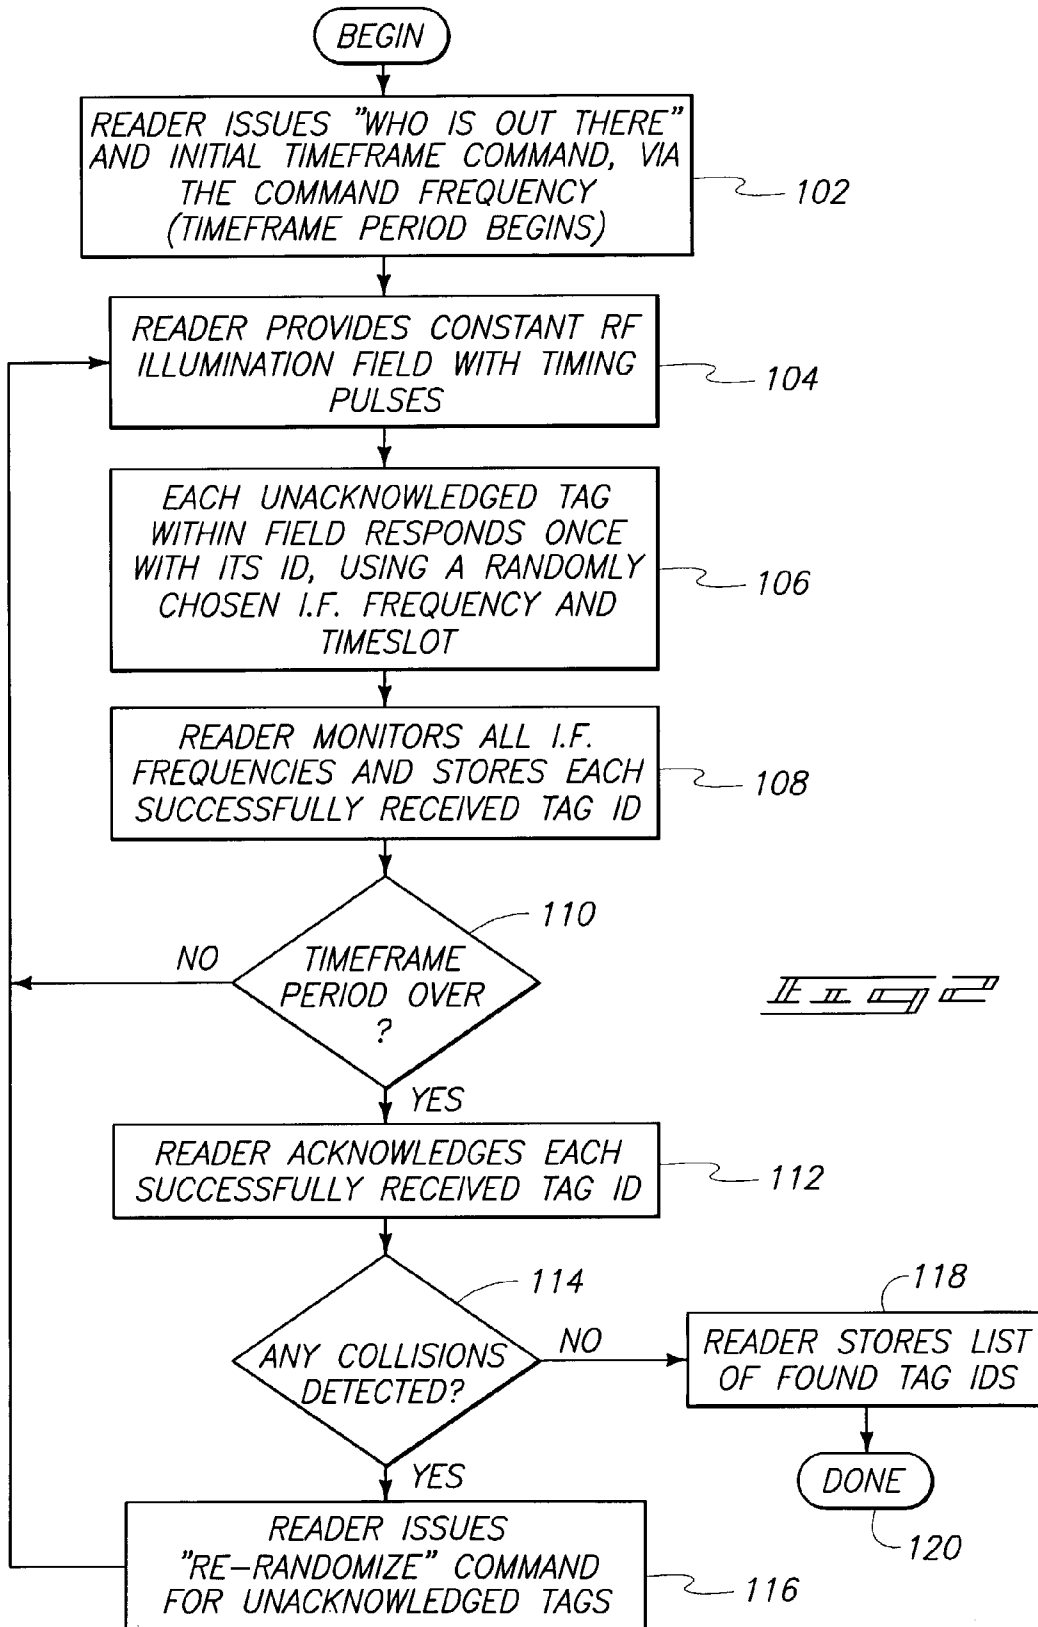 BEGIN
READER ISSUES "WHO IS OUT THERE"
AND INITIAL TIMEFRAME COMMAND, VIA
THE COMMAND FREQUENCY
(TIMEFRAME PERIOD BEGINS)
102
READER PROVIDES CONSTANT RF
ILLUMINATION FIELD WITH TIMING
PULSES
104
EACH UNACKNOWLEDGED TAG
WITHIN FIELD RESPONDS ONCE
WITH ITS ID, USING A RANDOMLY
CHOSEN I.F. FREQUENCY AND
TIMESLOT
106
READER MONITORS ALL I.F.
FREQUENCIES AND STORES EACH
SUCCESSFULLY RECEIVED TAG ID
108
110
NO
TIMEFRAME
PERIOD OVER
?
Fig 2
YES
READER ACKNOWLEDGES EACH
SUCCESSFULLY RECEIVED TAG ID
112
114
ANY COLLISIONS
DETECTED?
NO
118
READER STORES LIST
OF FOUND TAG IDS
DONE
120
YES
READER ISSUES
"RE-RANDOMIZE" COMMAND
FOR UNACKNOWLEDGED TAGS
116